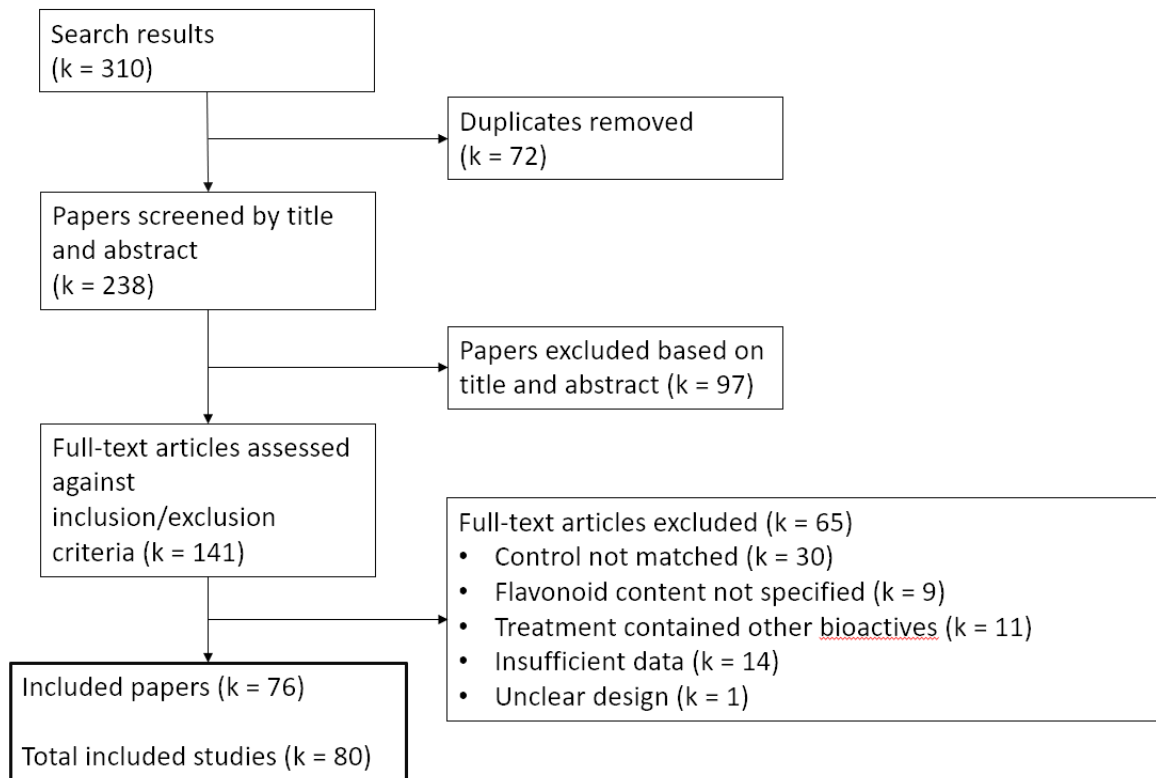 Search results
(k = 310)
Duplicates removed
(k = 72)
Papers screened by title
and abstract
(k = 238)
Papers excluded based on
title and abstract (k = 97)
Full-text articles assessed
against
inclusion/exclusion
criteria (k = 141)
Full-text articles excluded (k = 65)
• Control not matched (k = 30)
• Flavonoid content not specified (k = 9)
• Treatment contained other bioactives (k = 11)
• Insufficient data (k = 14)
• Unclear design (k = 1)
Included papers (k = 76)
Total included studies (k = 80)